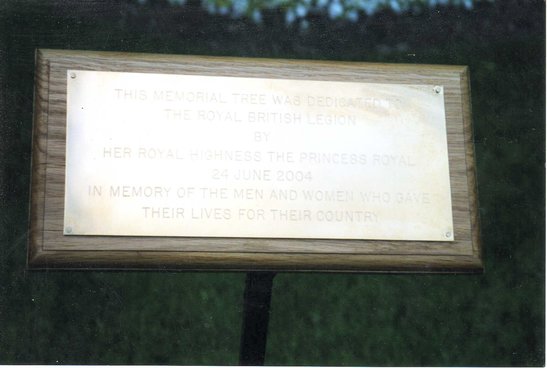 THIS MEMORIAL TREE WAS DEDICATED TO
THE ROYAL BRITISH LEGION
BY
HER ROYAL HIGHNESS THE PRINCESS ROYAL
24 JUNE 2004
IN MEMORY OF THE MEN AND WOMEN WHO GAVE
THEIR LIVES FOR THEIR COUNTRY